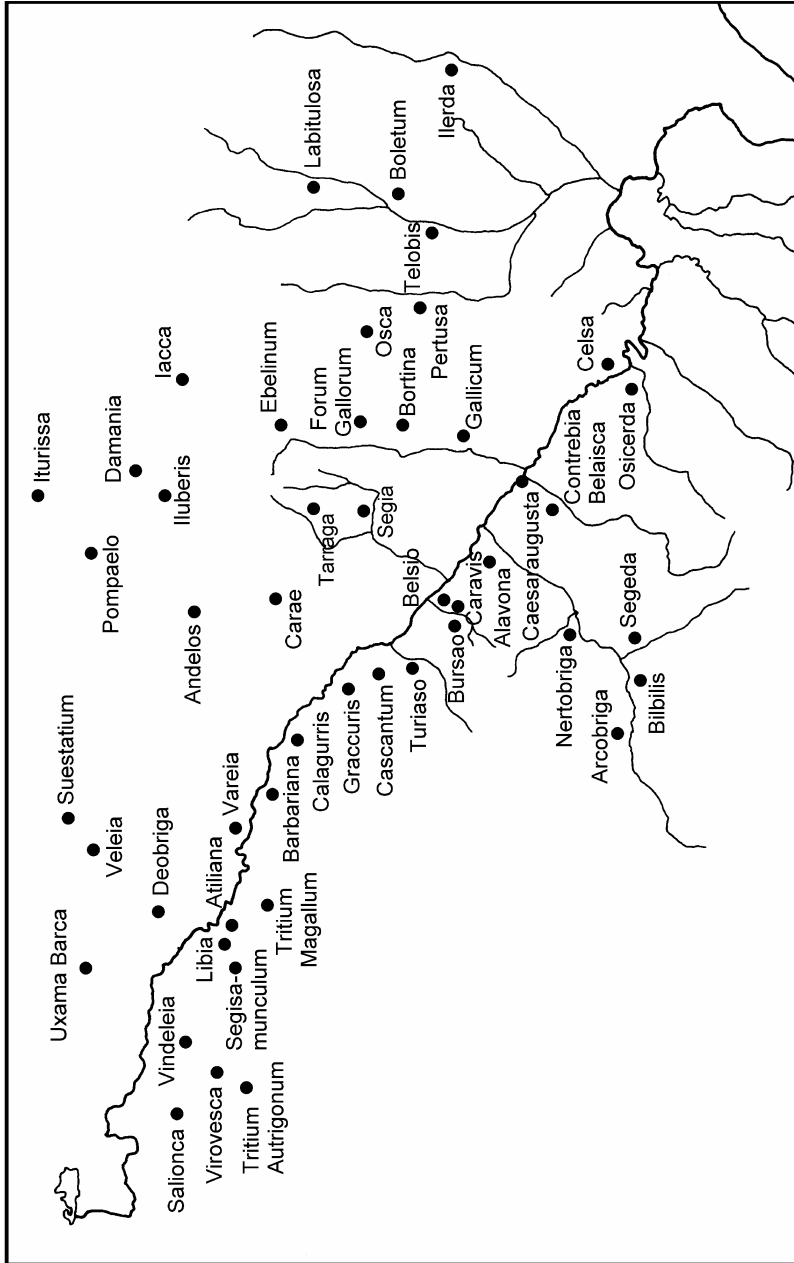 Uxama Barca
Suestatium
Veleia
Deobriga
Salionca
Vindeleia
Virovesca
Tritium
Autrigonum
Segisa-
munculum
Libia
Atiliana
Tritium
Magallum
Vareia
Barbariana
Calagurris
Graccuris
Cascantum
Turiaso
Bursao
Belsio
Caravis
Alavona
Caesaraugusta
Contrebia
Belaisca
Nertobriga
Arcobriga
Bilbilis
Segeda
Andelos
Pompaelo
Carae
Iturissa
Damania
Iluberis
Iacca
Tarraga
Segia
Ebelinum
Forum
Gallorum
Osca
Bortina
Pertusa
Gallicum
Telobis
Labitulosa
Boletum
Ilerda
Celsa
Osicerda